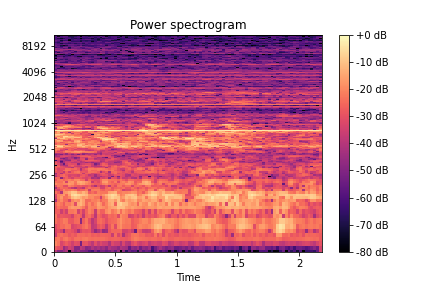 Power spectrogram
Hz
8192
4096
2048
1024
512
256
128
64
0
0 0.5 1 1.5 2
Time
+0 dB
-10 dB
-20 dB
-30 dB
-40 dB
-50 dB
-60 dB
-70 dB
-80 dB